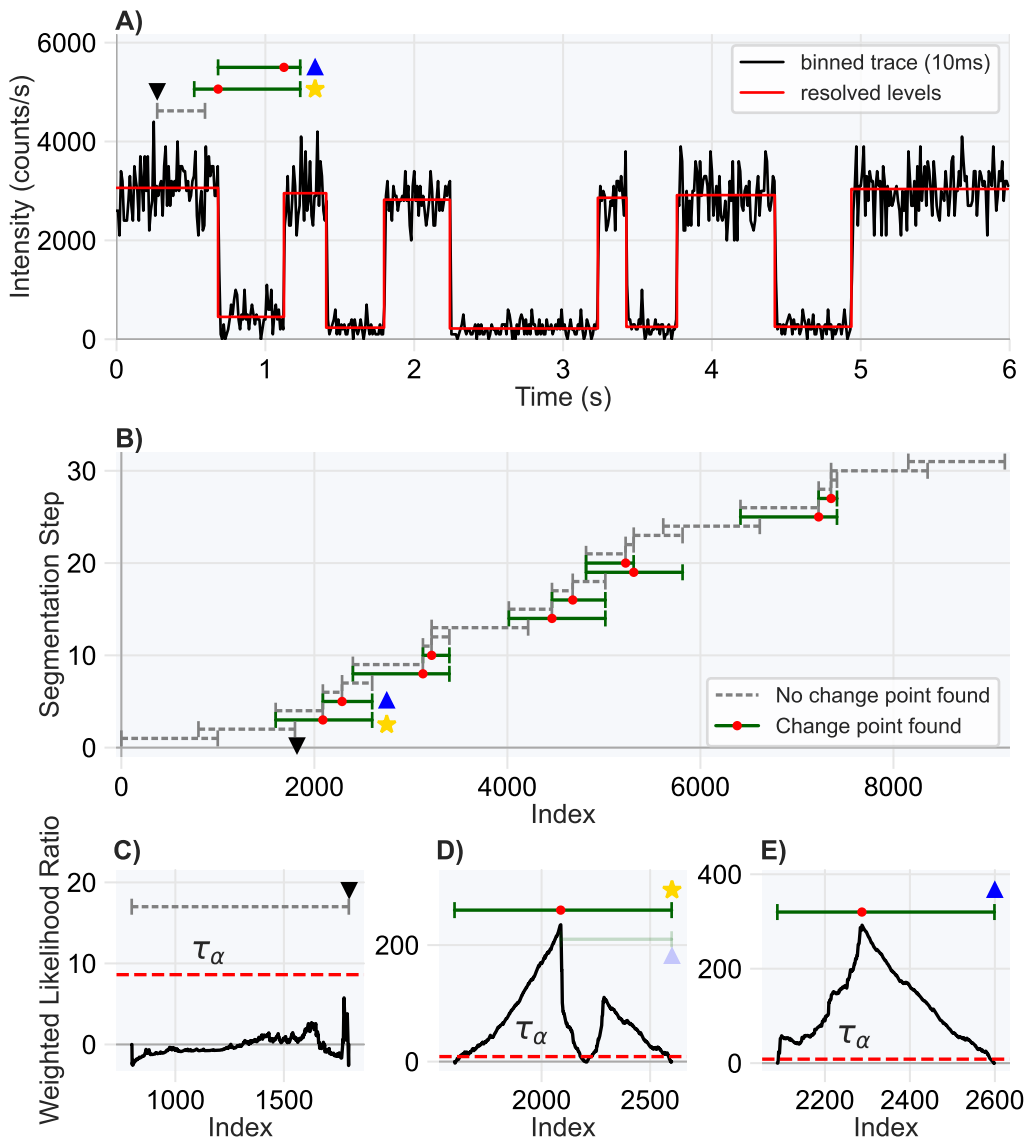 A)
6000
4000
2000
0
Intensity (counts/s)
binned trace (10ms)
resolved levels
0 1 2 3 4 5 6
Time (s)
B)
30
20
10
0
Segmentation Step
No change point found
Change point found
0 2000 4000 6000 8000
Index
Weighted Likelihood Ratio
C)
20
10
0
τα
1000 1500
Index
D)
200
0
τα
2000 2500
Index
E)
400
200
0
τα
2200 2400 2600
Index